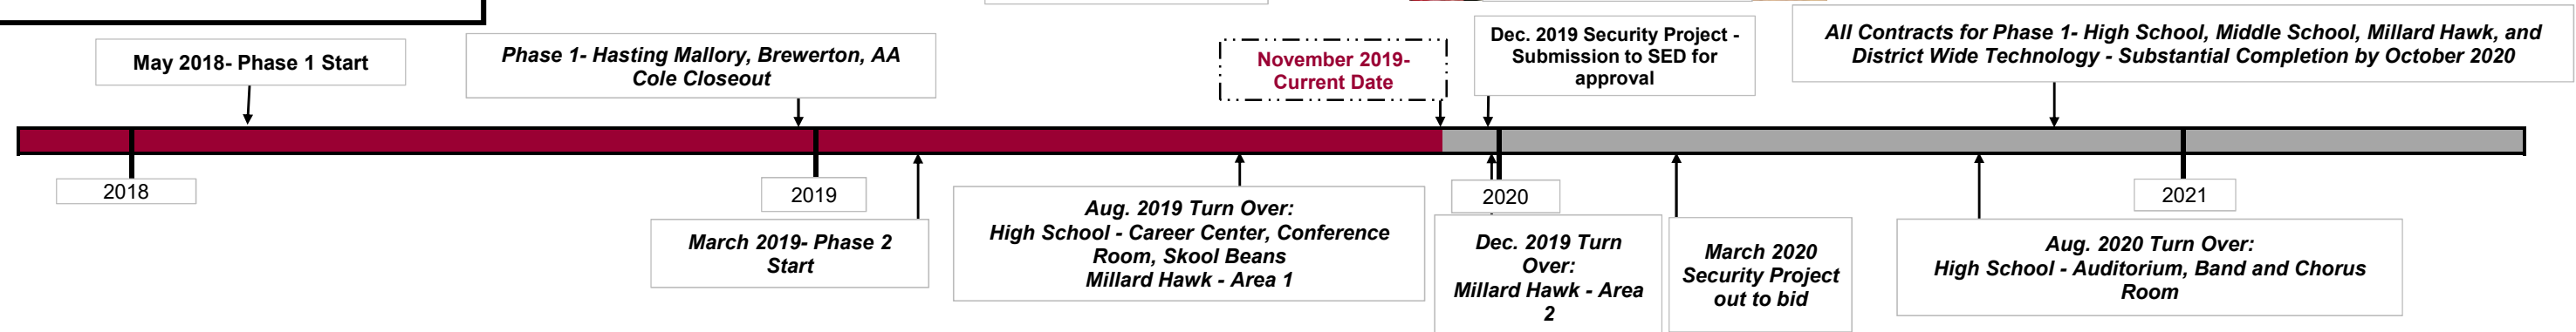 May 2018- Phase 1 Start
Phase 1- Hasting Mallory, Brewerton, AA
Cole Closeout
November 2019-
Current Date
Dec. 2019 Security Project -
Submission to SED for
approval
All Contracts for Phase 1- High School, Middle School, Millard Hawk, and
District Wide Technology - Substantial Completion by October 2020
2018
2019
2020
2021
March 2019- Phase 2
Start
Aug. 2019 Turn Over:
High School - Career Center, Conference
Room, Skool Beans
Millard Hawk - Area 1
Dec. 2019 Turn
Over:
Millard Hawk - Area
2
March 2020
Security Project
out to bid
Aug. 2020 Turn Over:
High School - Auditorium, Band and Chorus
Room